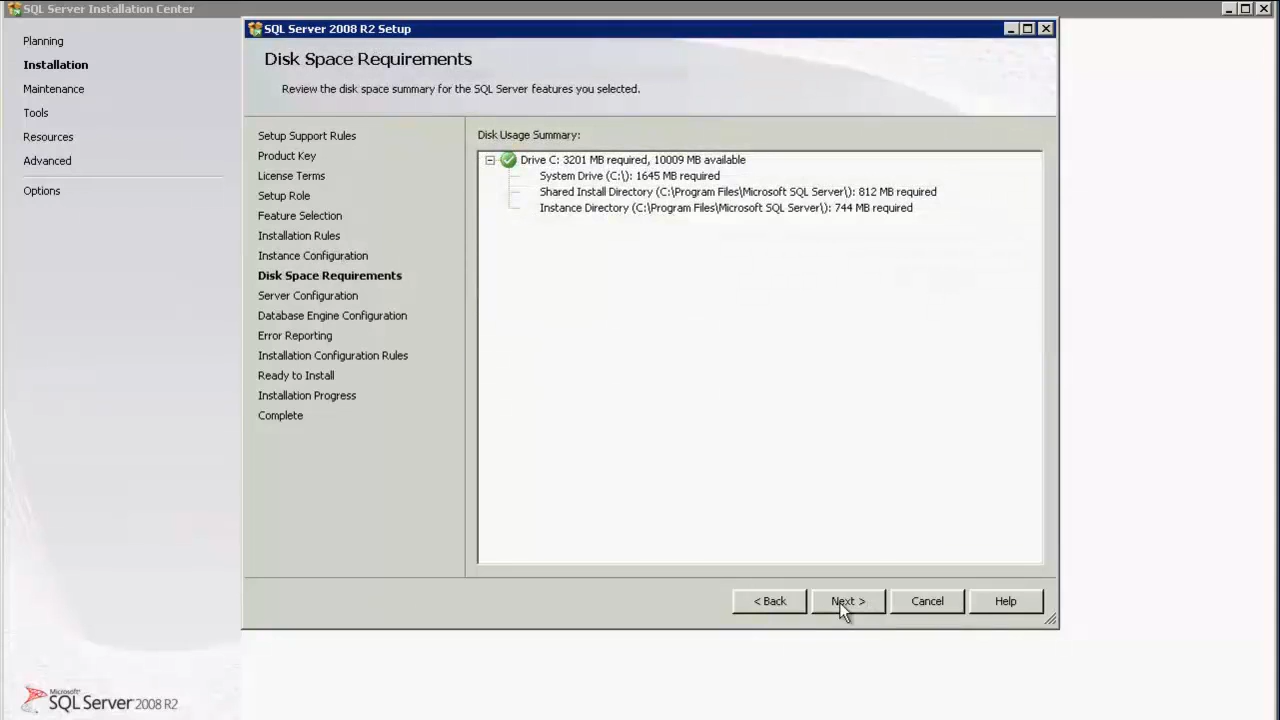 SQL Server Installation Center
Planning
Installation
Maintenance
Tools
Resources
Advanced
Options
SQL Server 2008 R2 Setup
Disk Space Requirements
Review the disk space summary for the SQL Server features you selected.
Setup Support Rules
Product Key
License Terms
Setup Role
Feature Selection
Installation Rules
Instance Configuration
Disk Space Requirements
Server Configuration
Database Engine Configuration
Error Reporting
Installation Configuration Rules
Ready to Install
Installation Progress
Complete
Disk Usage Summary:
Drive C: 3201 MB required, 10009 MB available
System Drive (C:\): 1645 MB required
Shared Install Directory (C:\Program Files\Microsoft SQL Server\): 812 MB required
Instance Directory (C:\Program Files\Microsoft SQL Server\): 744 MB required
< Back
Next >
Cancel
Help
Microsoft
SQL Server 2008 R2